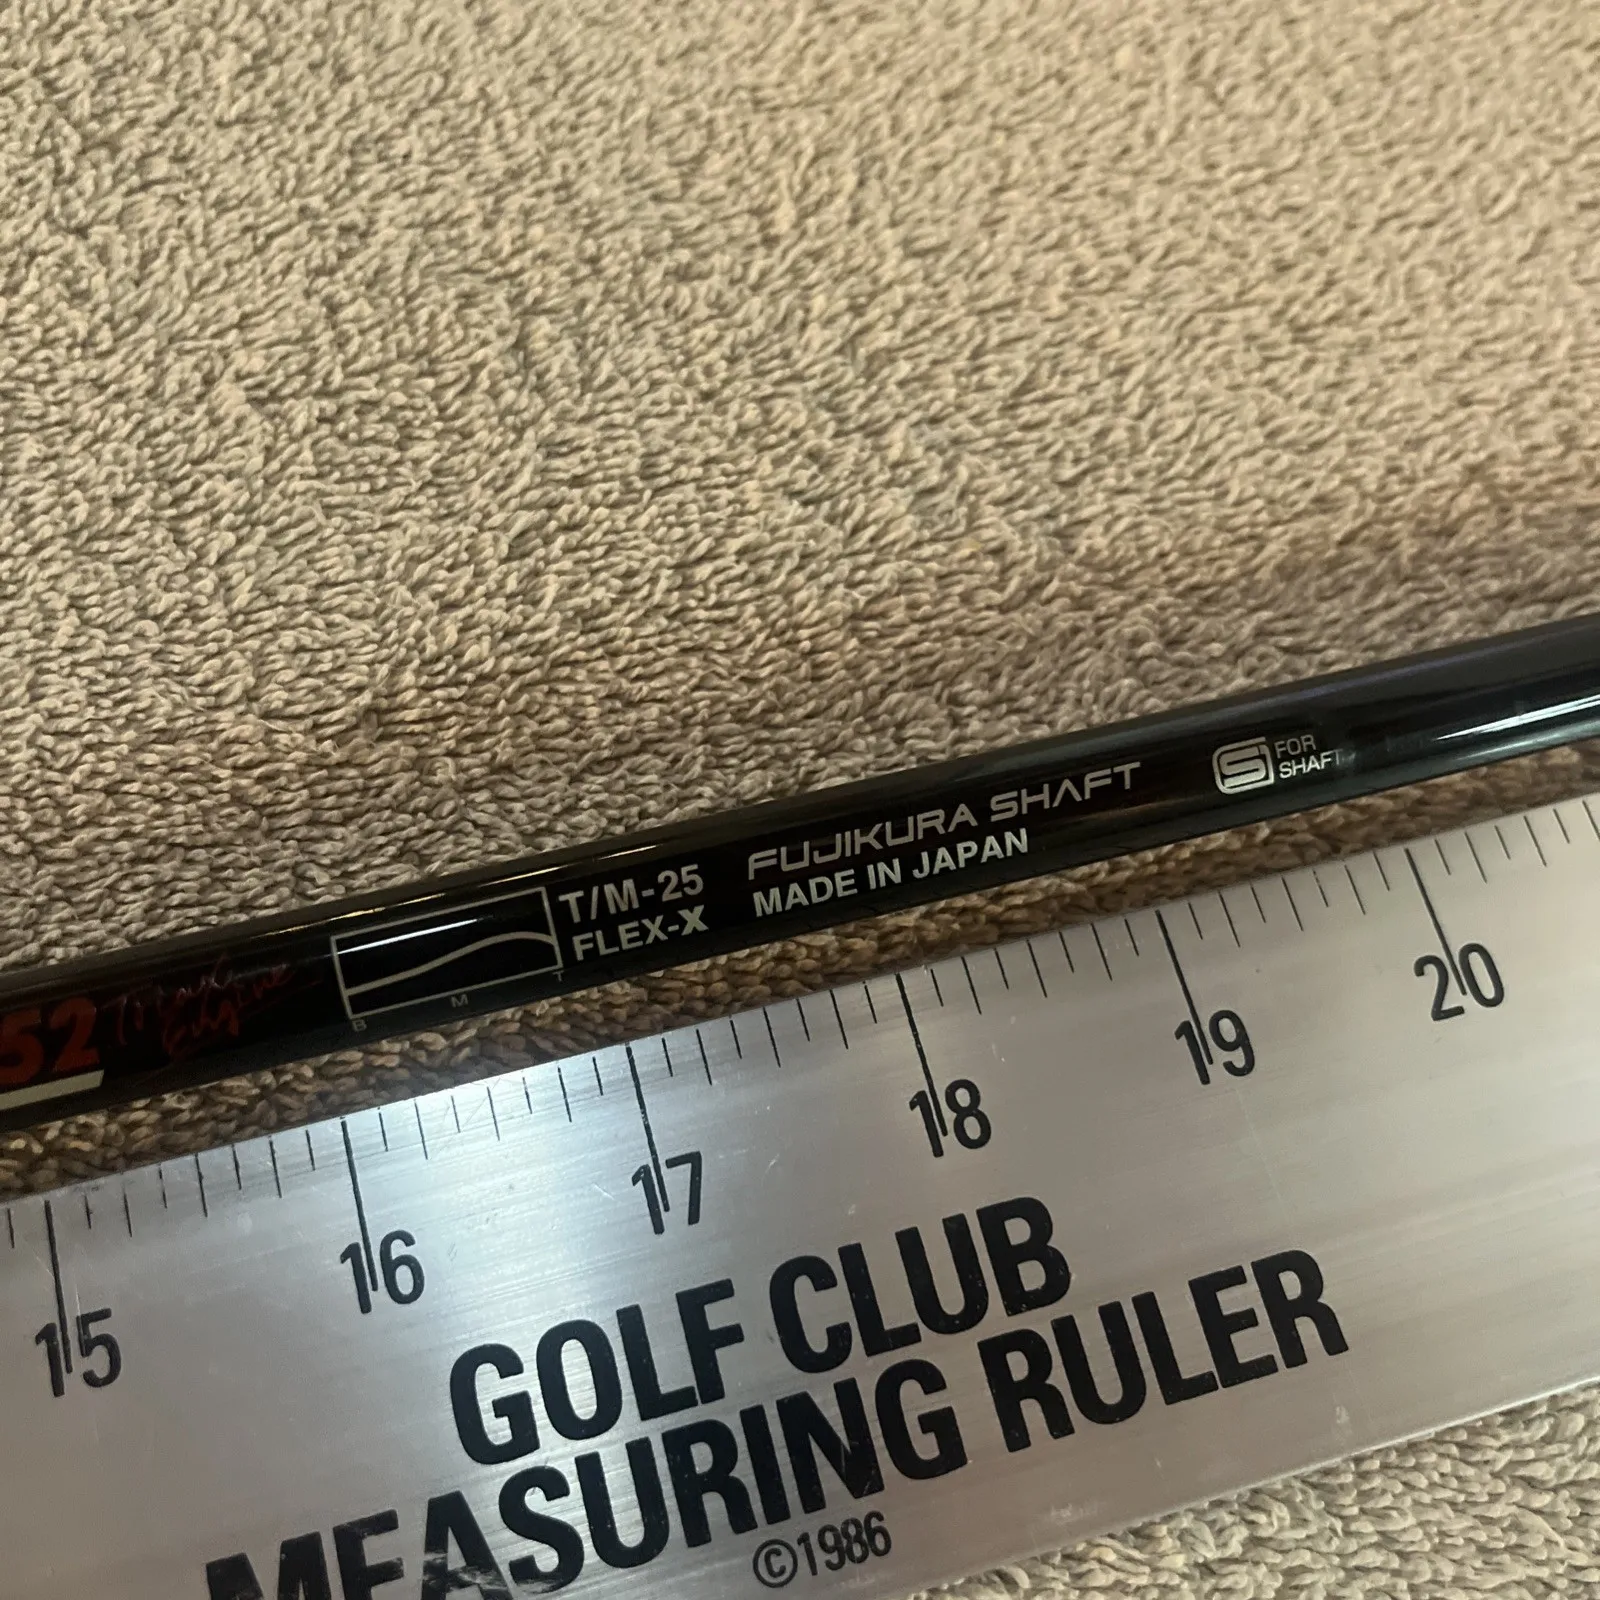 52
T/M-25
FLEX-X
B M T
FUJIKURA SHAFT
MADE IN JAPAN
S FOR
SHAFT
15 16 17 18 19 20
GOLF CLUB
MEASURING RULER
©1986